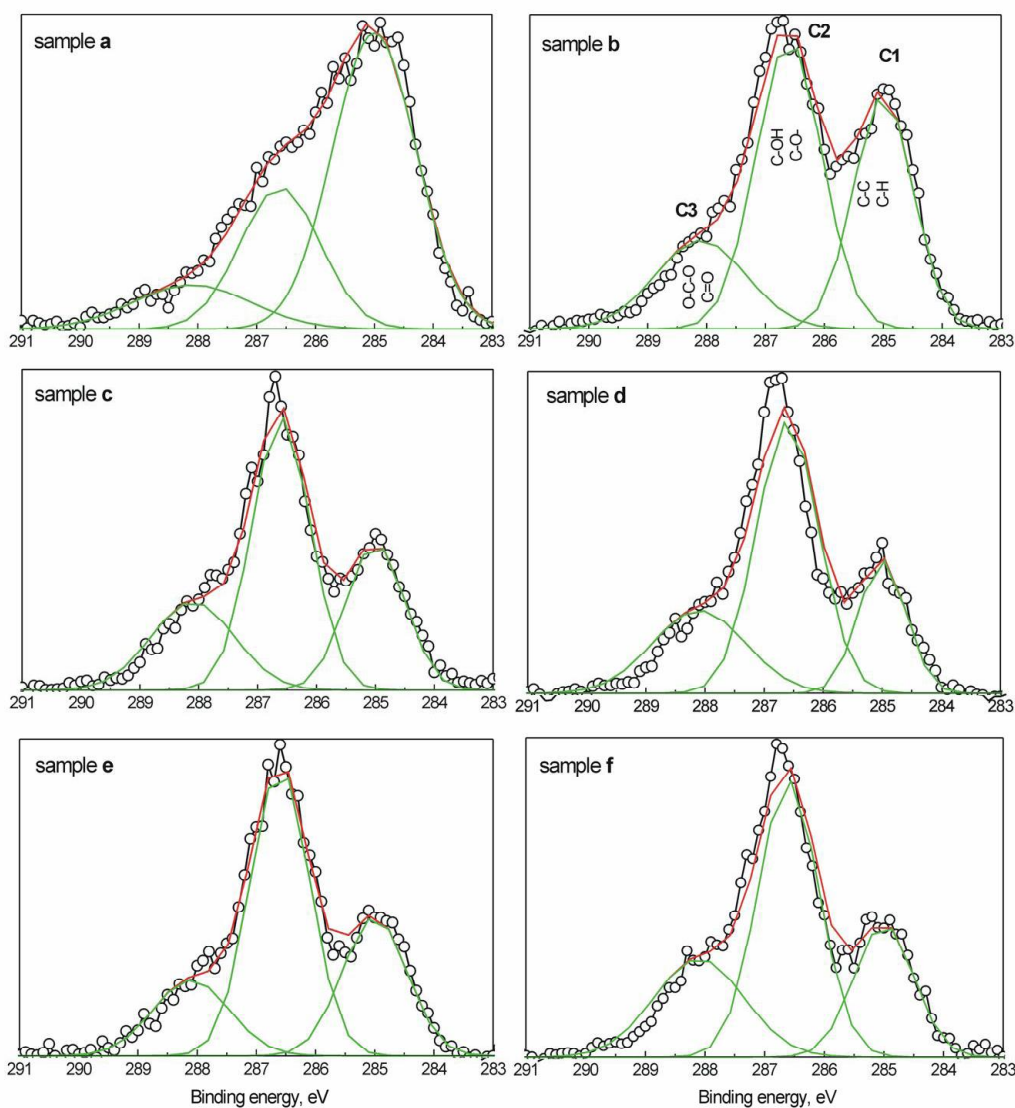 sample a
291 290 289 288 287 286 285 284 283
sample b
C2
C1
C-OH
C-O-
C-C
C-H
C3
O-C-O
C=O
291 290 289 288 287 286 285 284 283
sample c
291 290 289 288 287 286 285 284 283
sample d
291 290 289 288 287 286 285 284 283
sample e
291 290 289 288 287 286 285 284 283
Binding energy, eV
sample f
291 290 289 288 287 286 285 284 283
Binding energy, eV